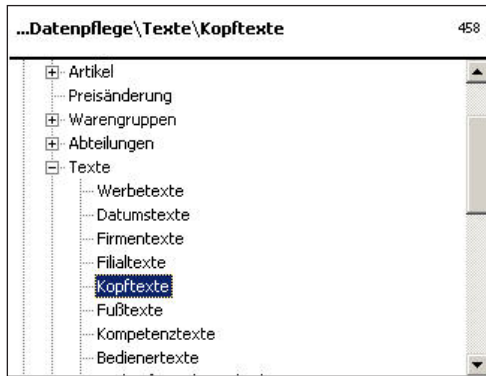 ...Datenpflege\Texte\Kopftexte 458
Artikel
Preisänderung
Warengruppen
Abteilungen
Texte
Werbetexte
Datumstexte
Firmentexte
Filialtexte
Kopftexte
Fußtexte
Kompetenztexte
Bedienertexte